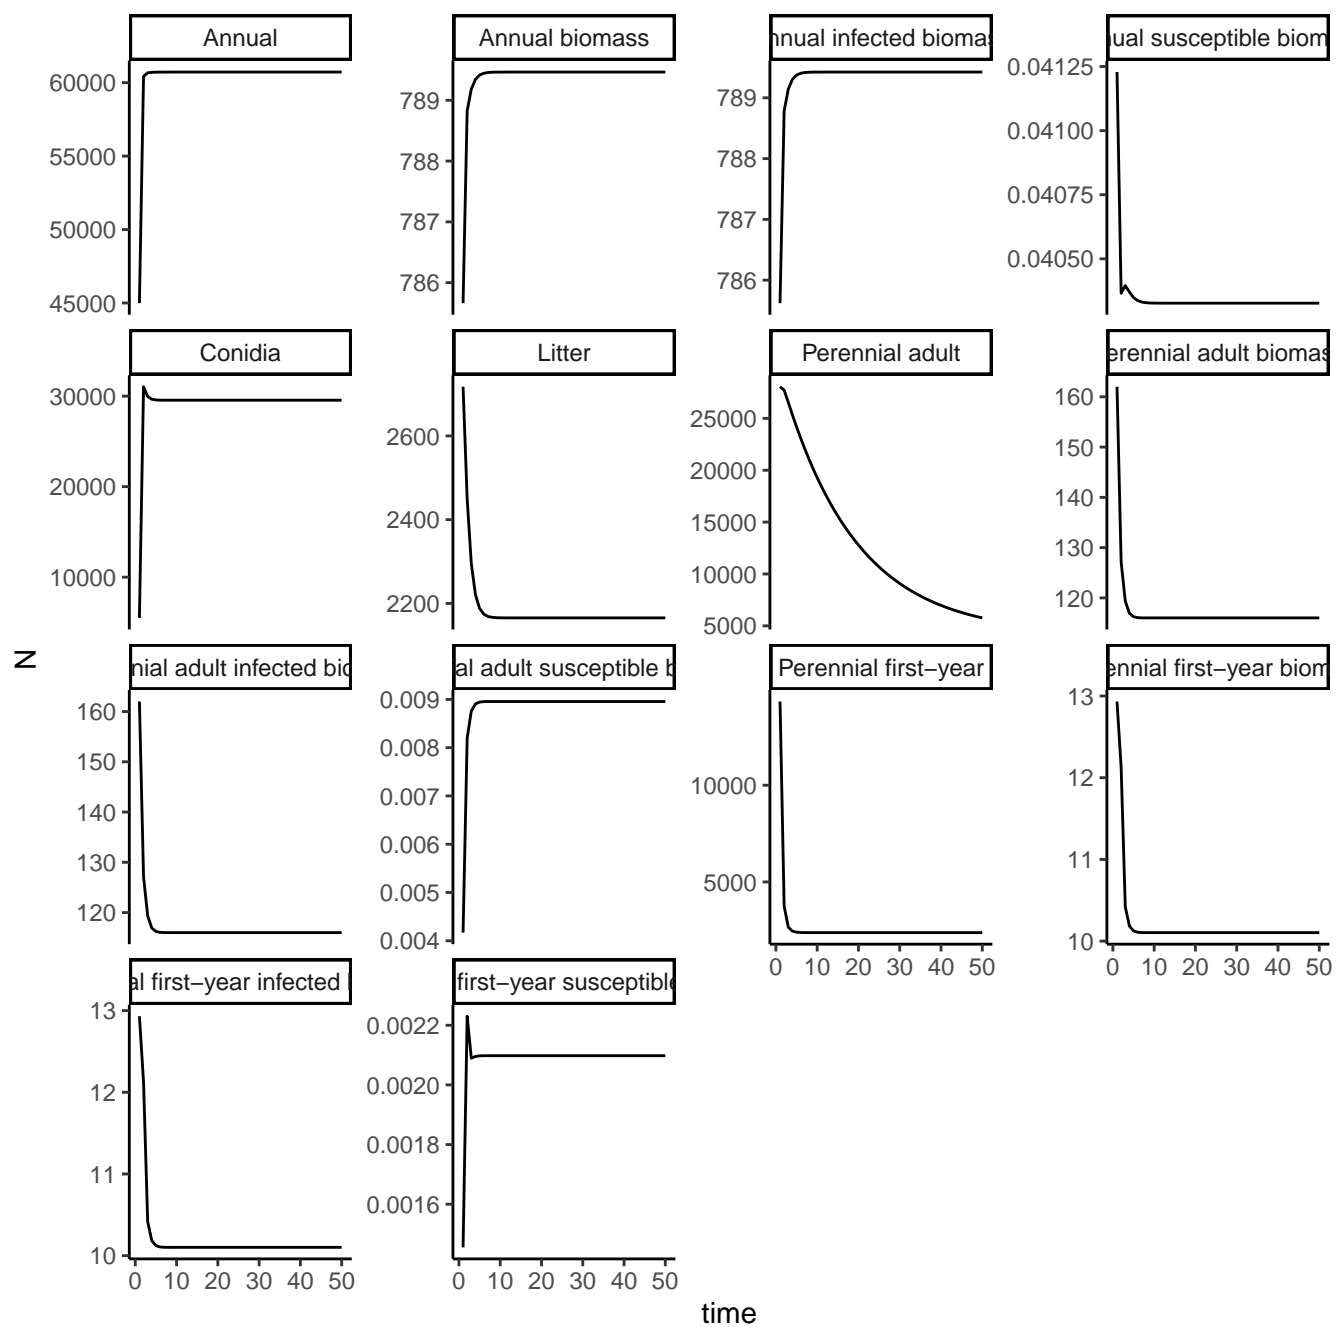 Annual
Annual biomass
nnual infected biomas
ual susceptible biom
60000
55000
50000
45000
789
788
787
786
789
788
787
786
0.04125
0.04100
0.04075
0.04050
Conidia
Litter
Perennial adult
erennial adult biomas
30000
20000
10000
2600
2400
2200
25000
20000
15000
10000
5000
160
150
140
130
120
N
nial adult infected bio
al adult susceptible b
Perennial first−year
ennial first−year biom
160
150
140
130
120
0.009
0.008
0.007
0.006
0.005
0.004
10000
5000
13
12
11
10
0 10 20 30 40 50
0 10 20 30 40 50
al first−year infected
first−year susceptible
13
12
11
10
0.0022
0.0020
0.0018
0.0016
0 10 20 30 40 50
0 10 20 30 40 50
time